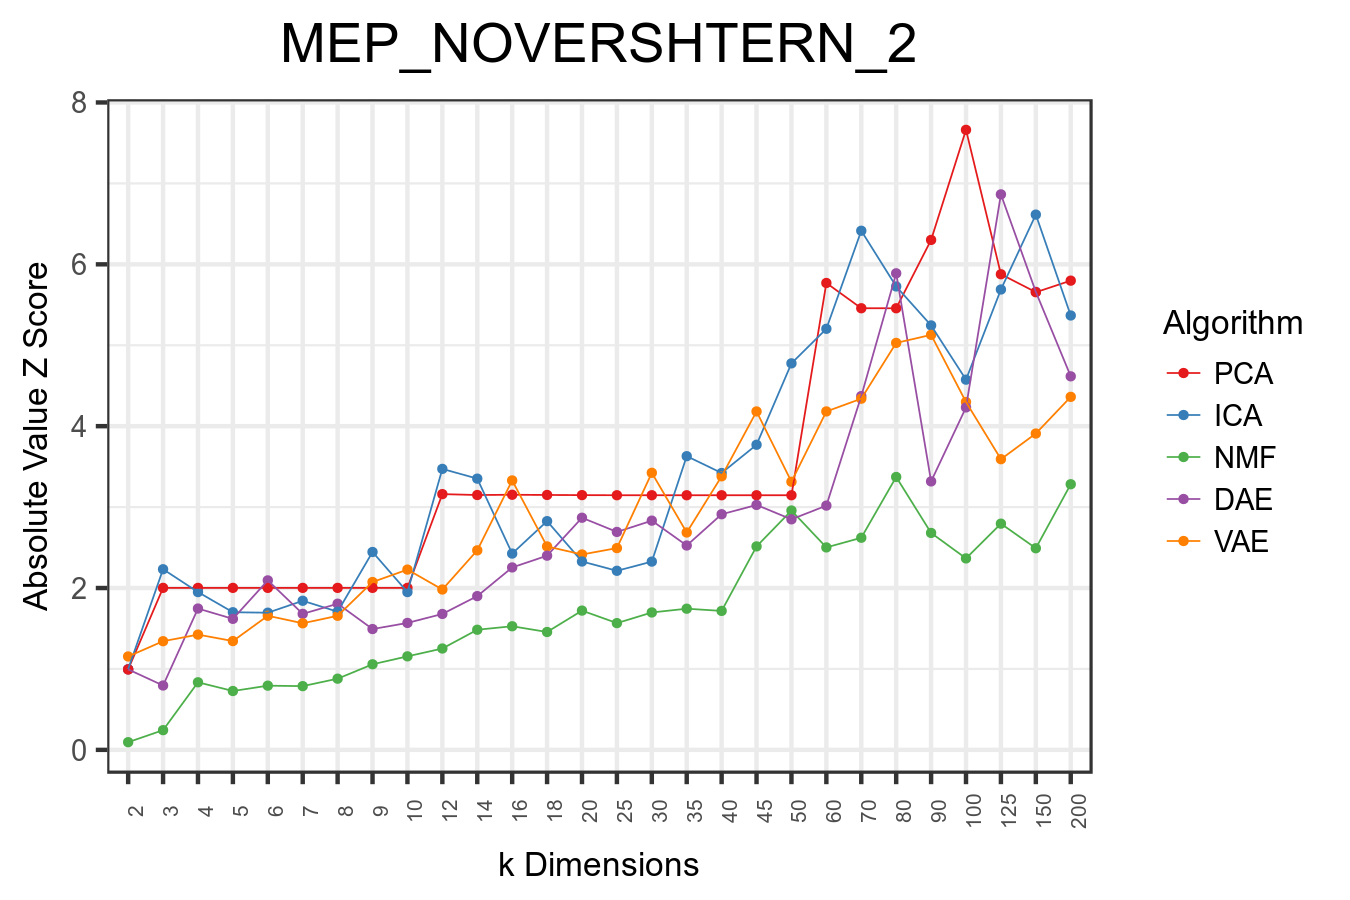 MEP_NOVERSHTERN_2
Absolute Value Z Score
8
6
4
2
0
2 3 4 5 6 7 8 9 10 12 14 16 18 20 25 30 35 40 45 50 60 70 80 90 100 125 150 200
k Dimensions
Algorithm
PCA
ICA
NMF
DAE
VAE